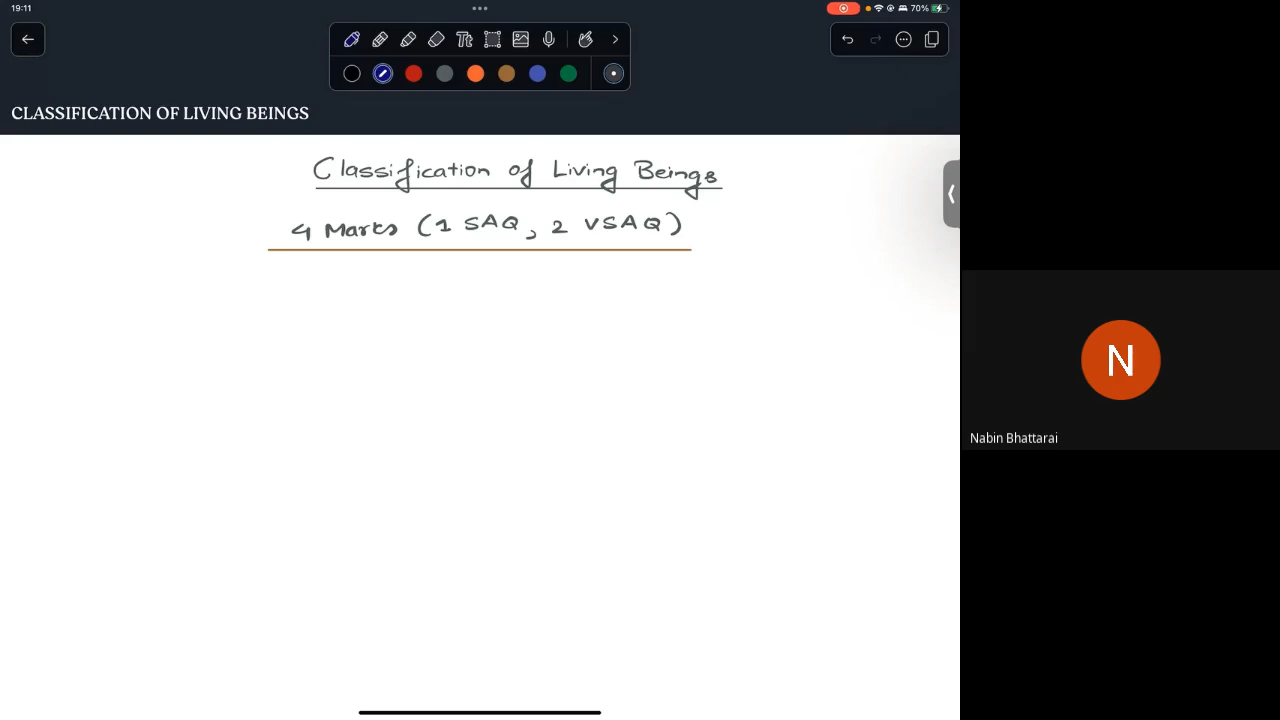 19:11
70%
Tt
CLASSIFICATION OF LIVING BEINGS
Classification of Living Beings
4 Marks (1 SAQ, 2 VSAQ)
N
Nabin Bhattarai